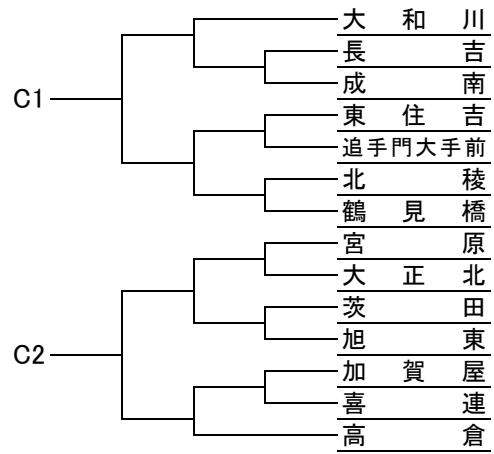 大和川
長吉
成南
C1
東住吉
追手門大手前
北稜
鶴見橋
宮原
大正北
茨田
C2
旭東
加賀屋
喜連
高倉